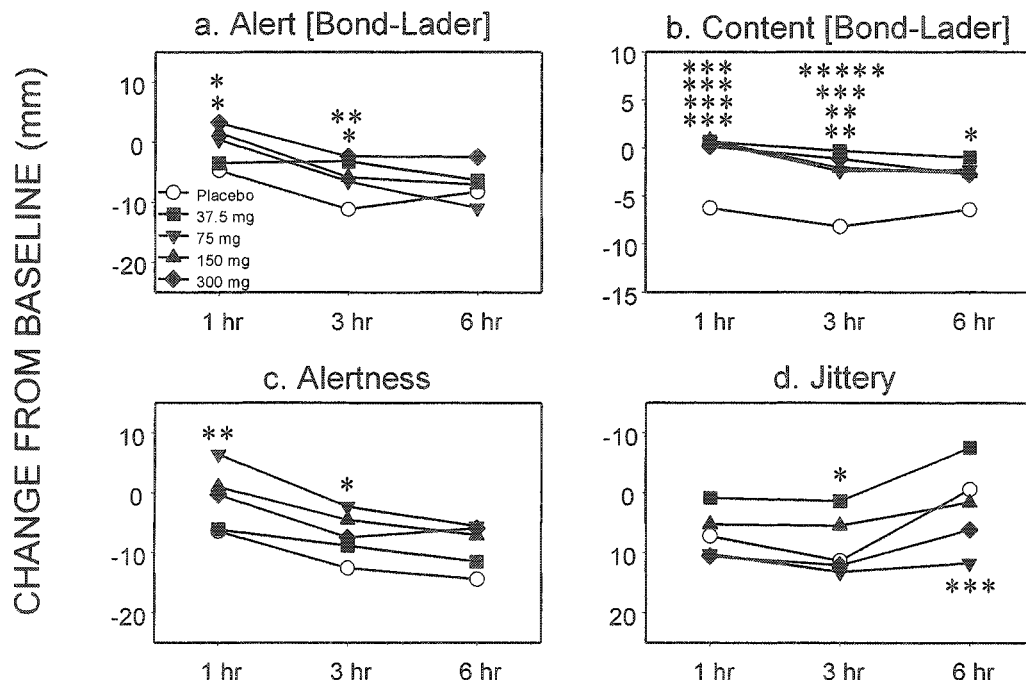 CHANGE FROM BASELINE (mm)
a. Alert [Bond-Lader]
10
0
-10
-20
*
*
**
*
Placebo
37.5 mg
75 mg
150 mg
300 mg
1 hr 3 hr 6 hr
b. Content [Bond-Lader]
10
5
0
-5
-10
-15
***
***
***
***
*****
***
**
**
*
1 hr 3 hr 6 hr
c. Alertness
10
0
-10
-20
**
*
1 hr 3 hr 6 hr
d. Jittery
-10
0
10
20
*
***
1 hr 3 hr 6 hr